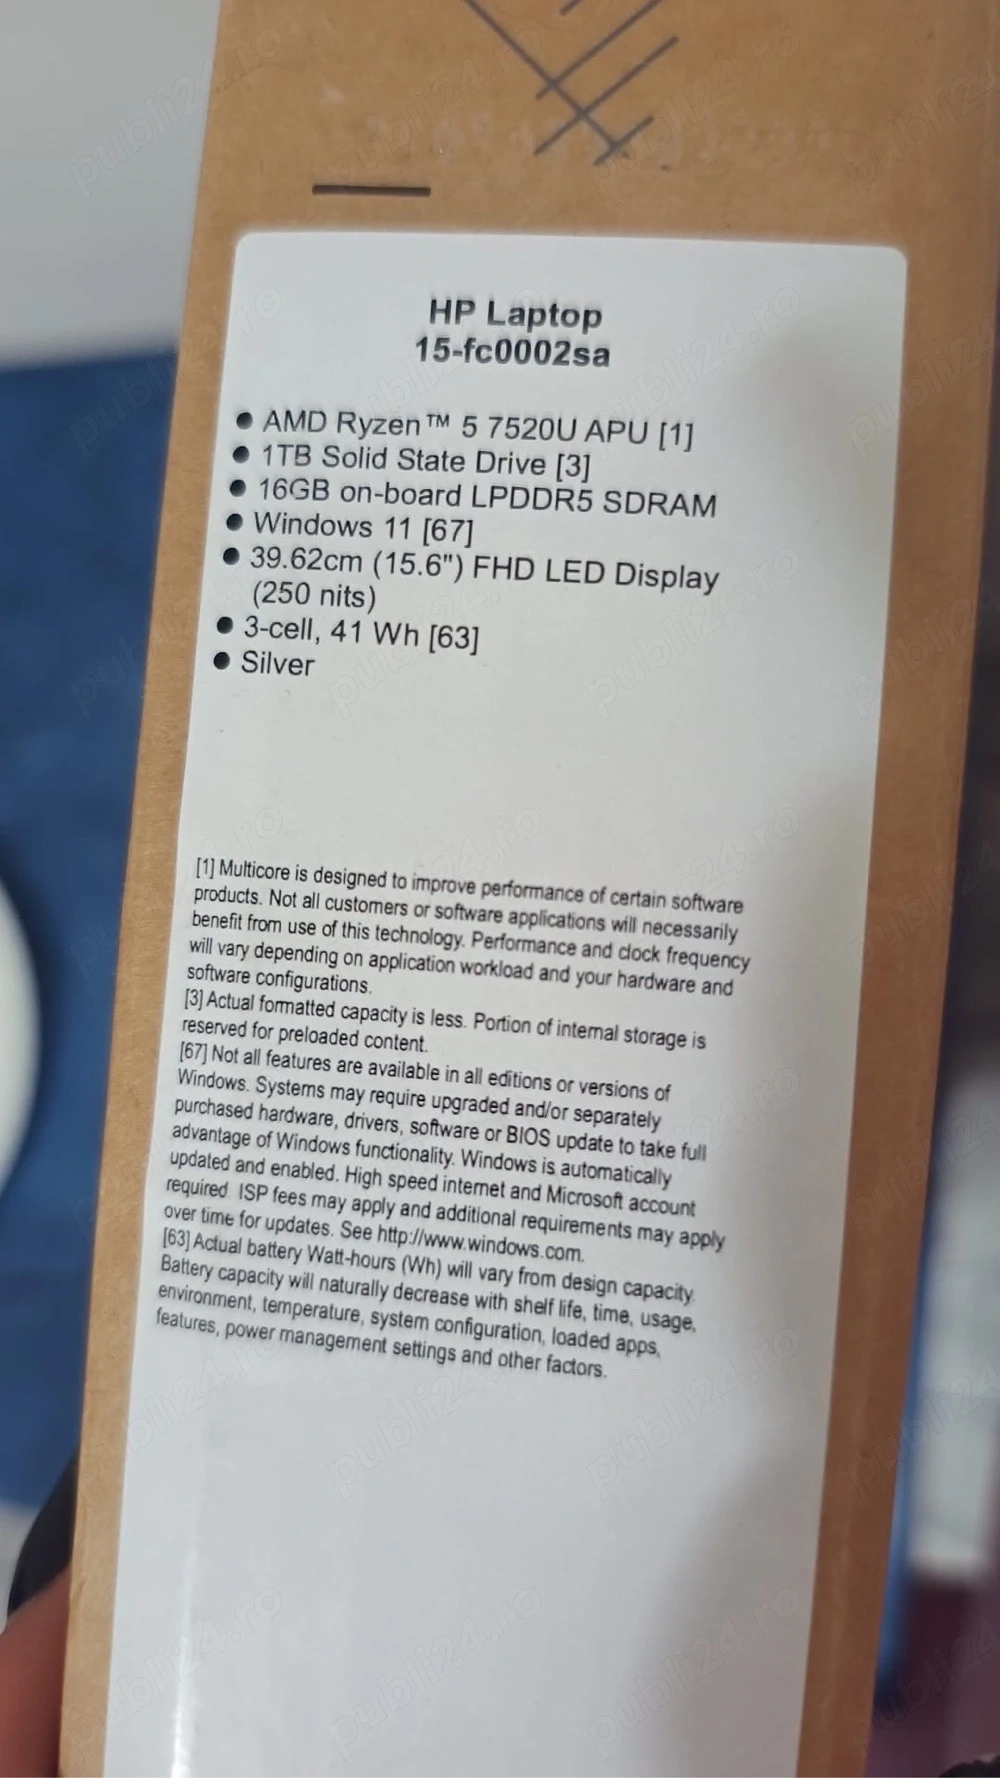 HP Laptop
15-fc0002sa
● AMD Ryzen™ 5 7520U APU [1]
● 1TB Solid State Drive [3]
● 16GB on-board LPDDR5 SDRAM
● Windows 11 [67]
● 39.62cm (15.6") FHD LED Display
(250 nits)
● 3-cell, 41 Wh [63]
● Silver
[1] Multicore is designed to improve performance of certain software
products. Not all customers or software applications will necessarily
benefit from use of this technology. Performance and clock frequency
will vary depending on application workload and your hardware and
software configurations.
[3] Actual formatted capacity is less. Portion of internal storage is
reserved for preloaded content.
[67] Not all features are available in all editions or versions of
Windows. Systems may require upgraded and/or separately
purchased hardware, drivers, software or BIOS update to take full
advantage of Windows functionality. Windows is automatically
updated and enabled. High speed internet and Microsoft account
required. ISP fees may apply and additional requirements may apply
over time for updates. See http://www.windows.com.
[63] Actual battery Watt-hours (Wh) will vary from design capacity.
Battery capacity will naturally decrease with shelf life, time, usage,
environment, temperature, system configuration, loaded apps,
features, power management settings and other factors.
publi24.ro